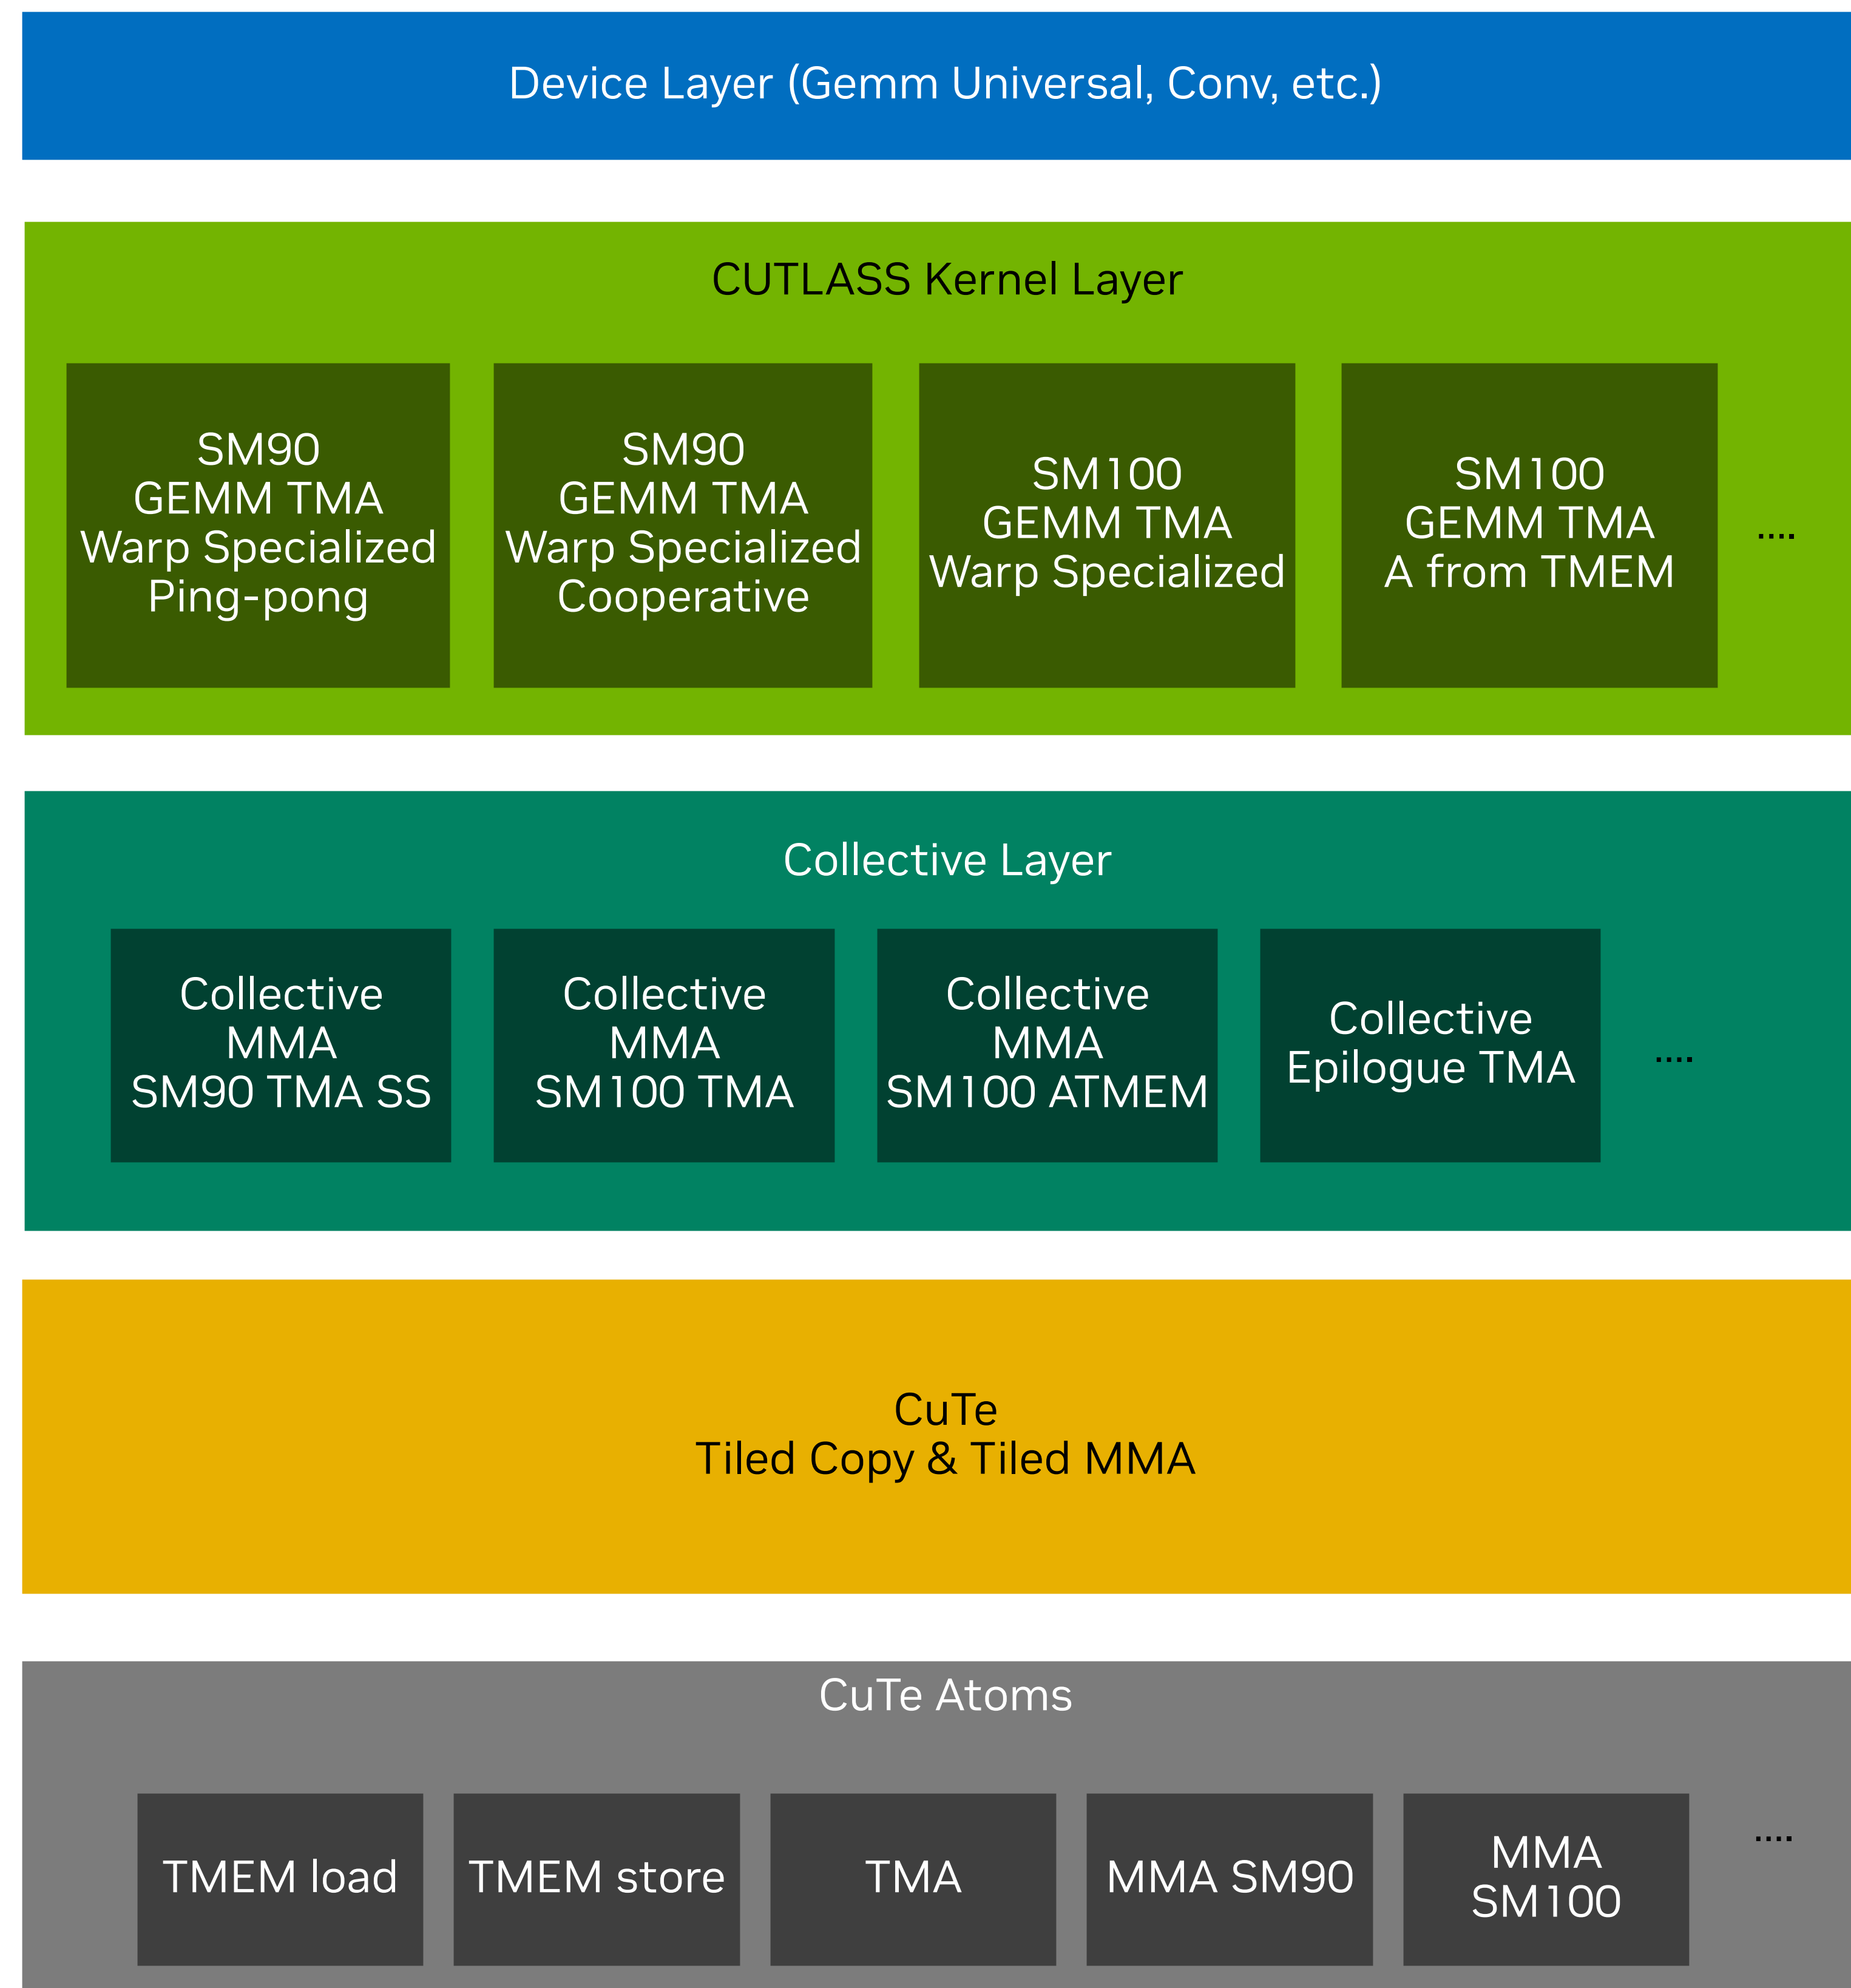 Device Layer (Gemm Universal, Conv, etc.)
CUTLASS Kernel Layer
SM90
GEMM TMA
Warp Specialized
Ping-pong
SM90
GEMM TMA
Warp Specialized
Cooperative
SM100
GEMM TMA
Warp Specialized
SM100
GEMM TMA
A from TMEM
....
Collective Layer
Collective
MMA
SM90 TMA SS
Collective
MMA
SM100 TMA
Collective
MMA
SM100 ATMEM
Collective
Epilogue TMA
....
CuTe
Tiled Copy & Tiled MMA
CuTe Atoms
TMEM load
TMEM store
TMA
MMA SM90
MMA
SM100
....